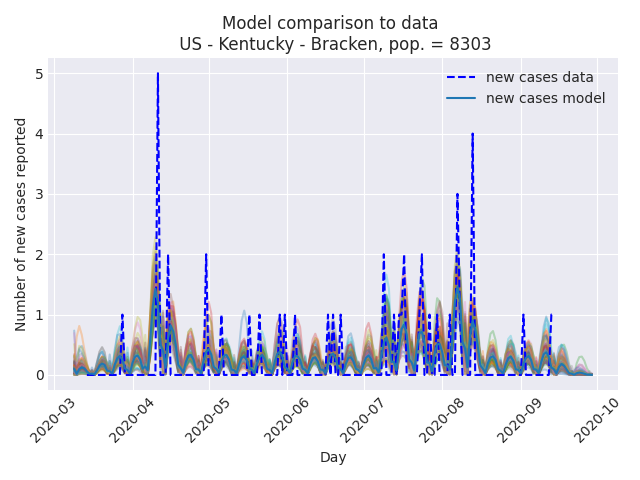 Model comparison to data
US - Kentucky - Bracken, pop. = 8303
new cases data
new cases model
Number of new cases reported
5
4
3
2
1
0
2020-03
2020-04
2020-05
2020-06
2020-07
2020-08
2020-09
2020-10
Day